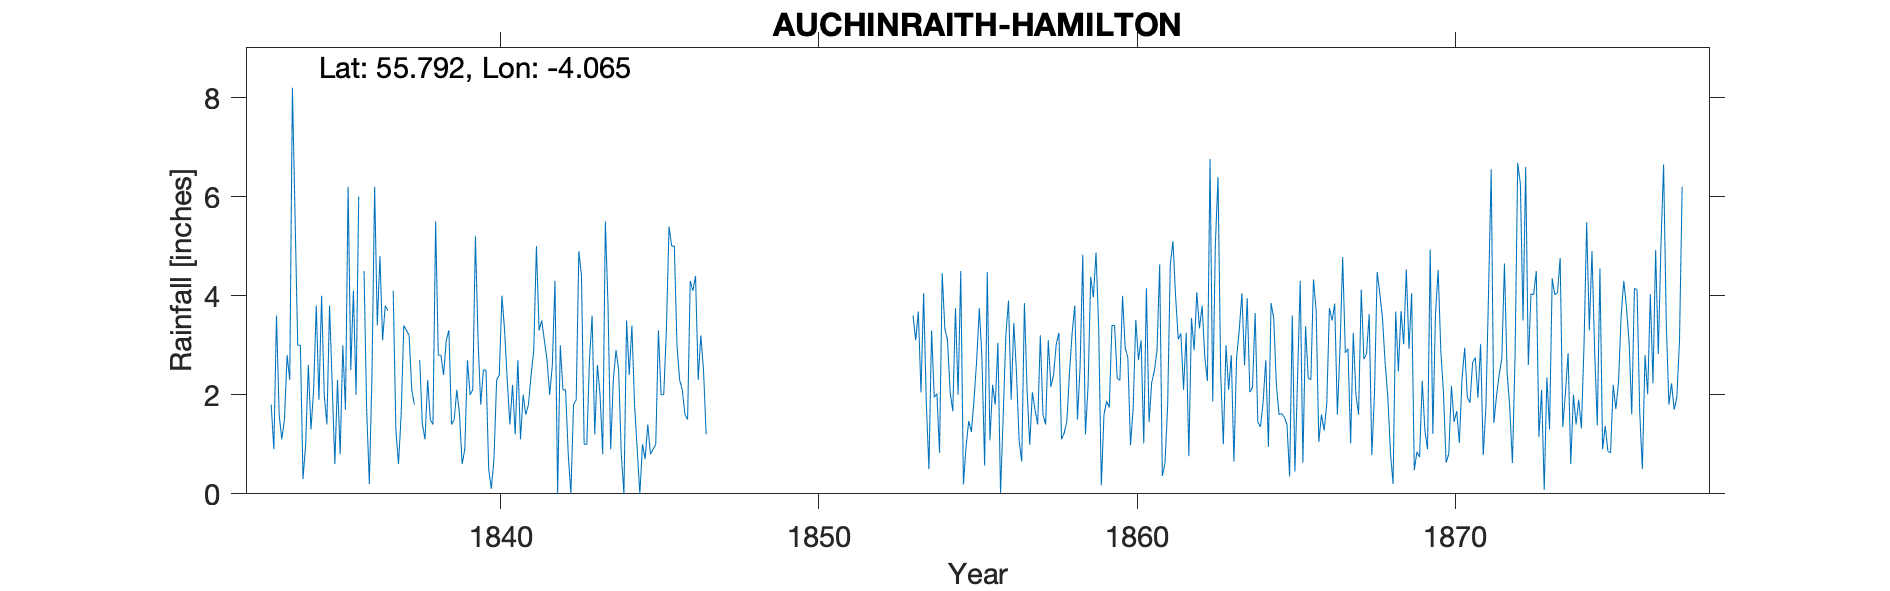 AUCHINRAITH-HAMILTON
Lat: 55.792, Lon: -4.065
8
6
4
2
0
Rainfall [inches]
1840 1850 1860 1870
Year